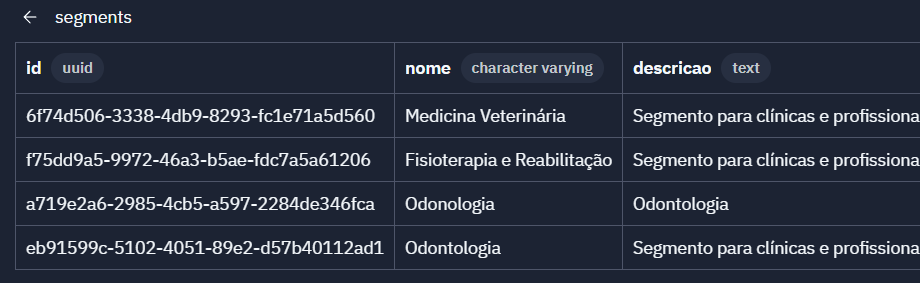 ← segments
id uuid nome character varying descricao text
6f74d506-3338-4db9-8293-fc1e71a5d560 Medicina Veterinária Segmento para clínicas e profissiona
f75dd9a5-9972-46a3-b5ae-fdc7a5a61206 Fisioterapia e Reabilitação Segmento para clínicas e profissiona
a719e2a6-2985-4cb5-a597-2284de346fca Odonologia Odontologia
eb91599c-5102-4051-89e2-d57b40112ad1 Odontologia Segmento para clínicas e profissiona